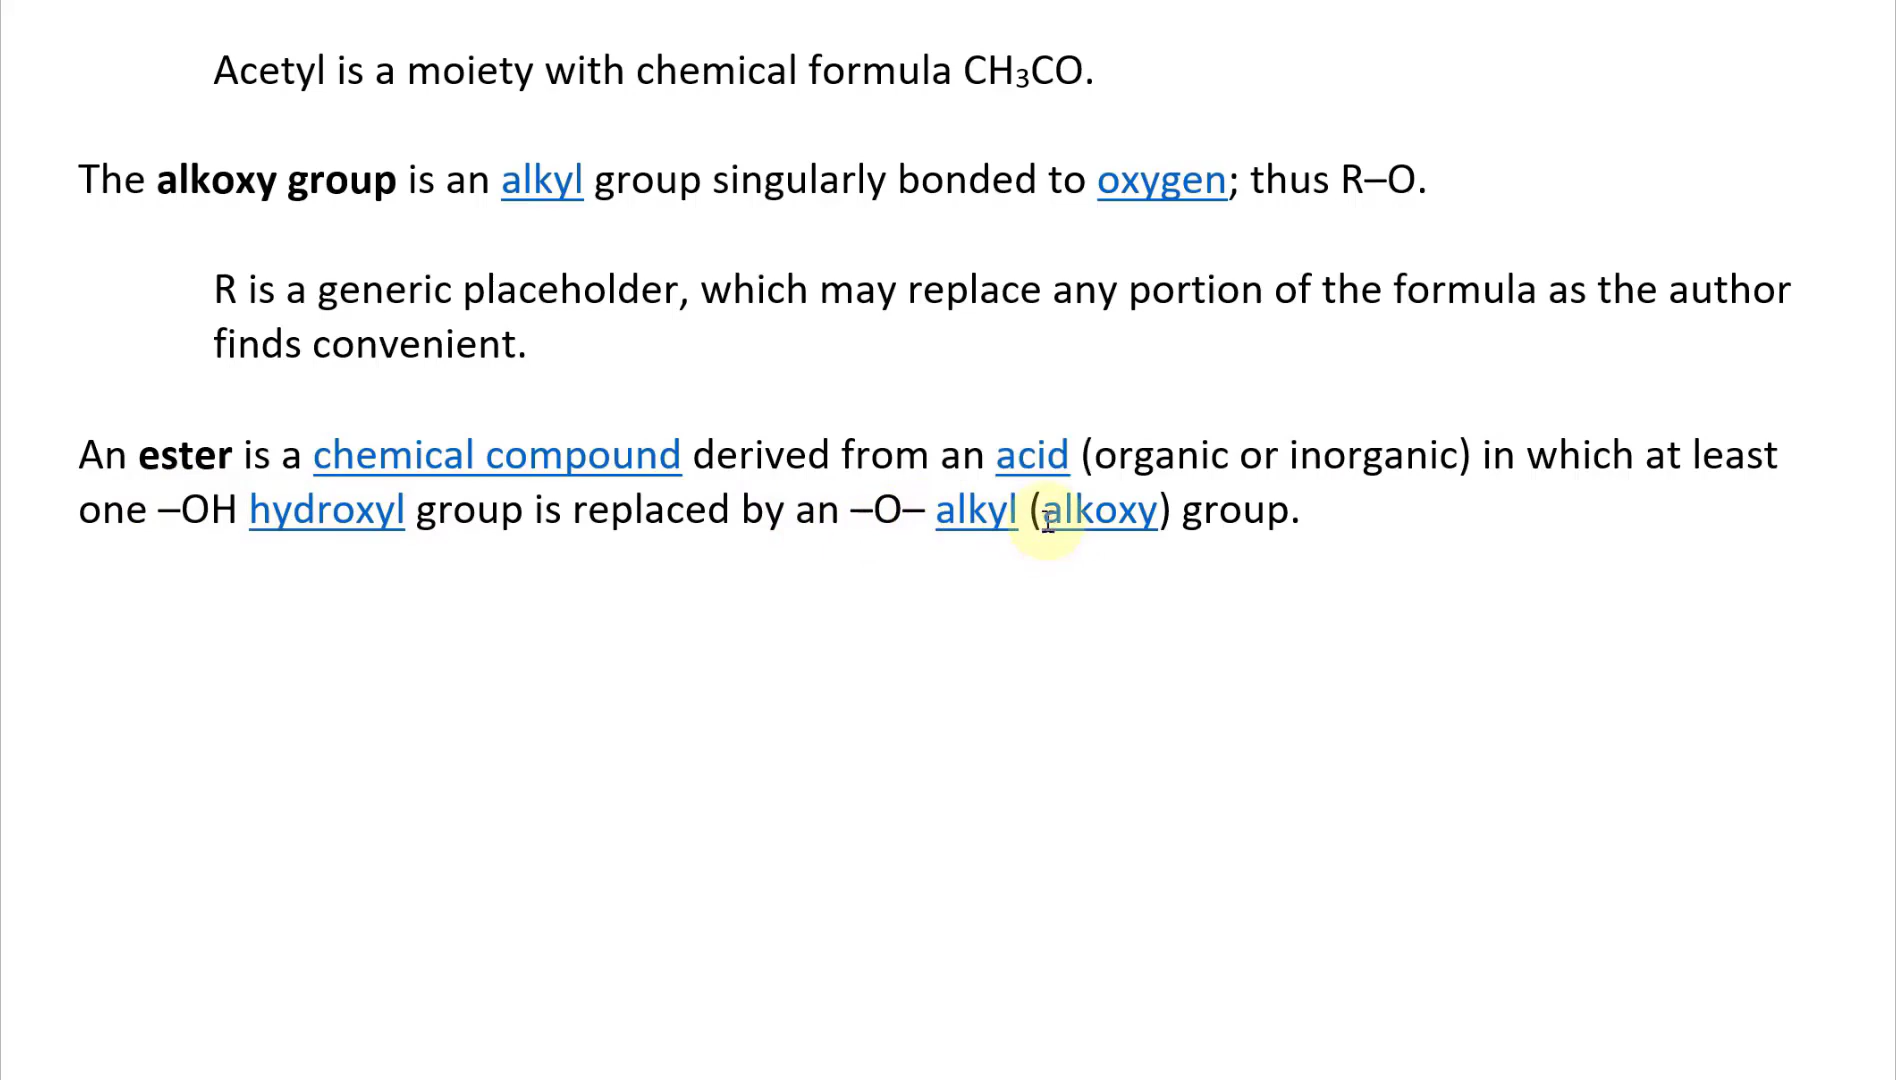 Acetyl is a moiety with chemical formula CH₃CO.
The alkoxy group is an alkyl group singularly bonded to oxygen; thus R–O.
R is a generic placeholder, which may replace any portion of the formula as the author
finds convenient.
An ester is a chemical compound derived from an acid (organic or inorganic) in which at least
one –OH hydroxyl group is replaced by an –O– alkyl (alkoxy) group.